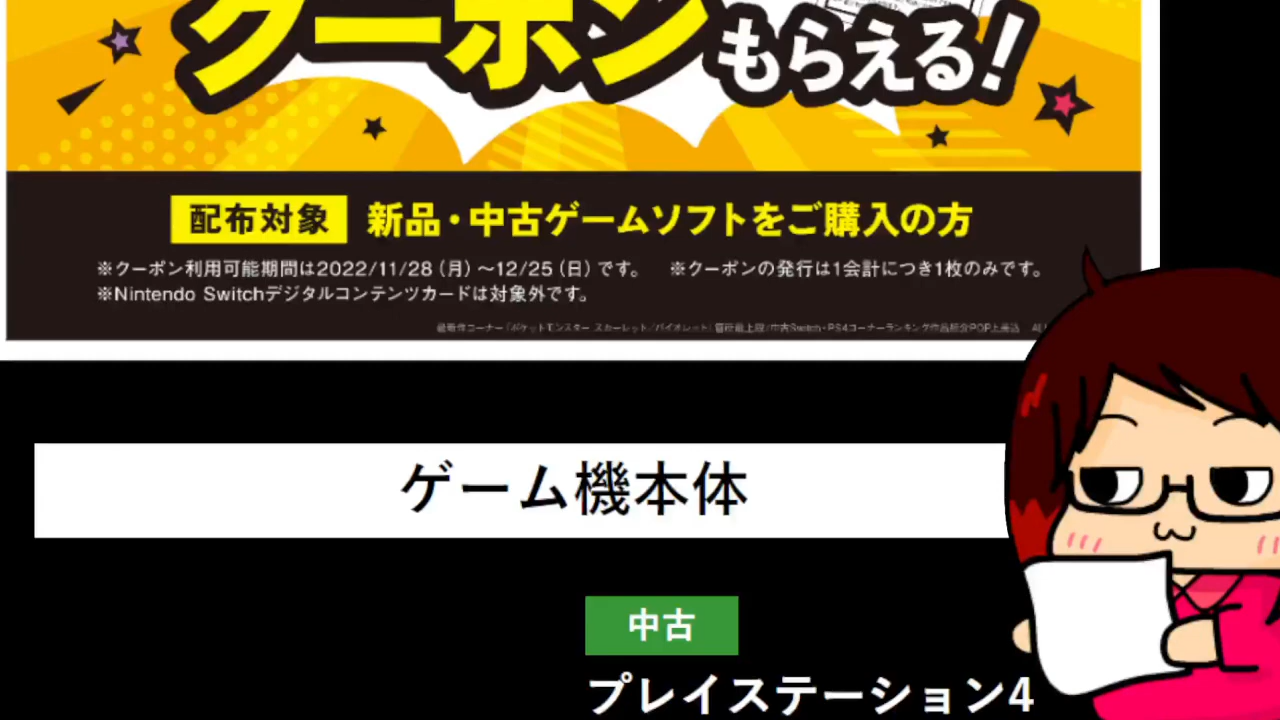 クーポンもらえる!
配布対象 新品・中古ゲームソフトをご購入の方
※クーポン利用可能期間は2022/11/28(月)〜12/25(日)です。 ※クーポンの発行は1会計につき1枚のみです。
※Nintendo Switchデジタルコンテンツカードは対象外です。
ゲーム機本体
中古
プレイステーション4